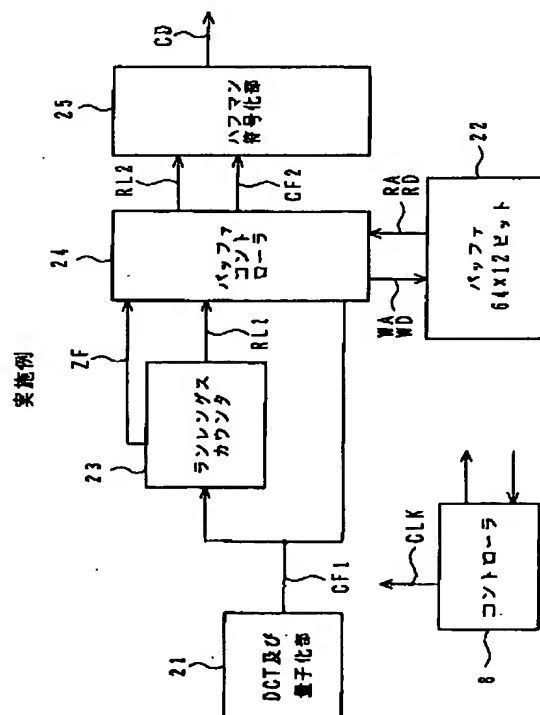 実施例
21
DCT及び
量子化部
CF1
23
ランレングス
カウンタ
ZF
RL1
24
バッファ
コント
ローラ
RL2
CF2
25
ハフマン
符号化部
CD
WA
WD
RA
RD
22
バッファ
64×12ビット
8
コントローラ
CLK